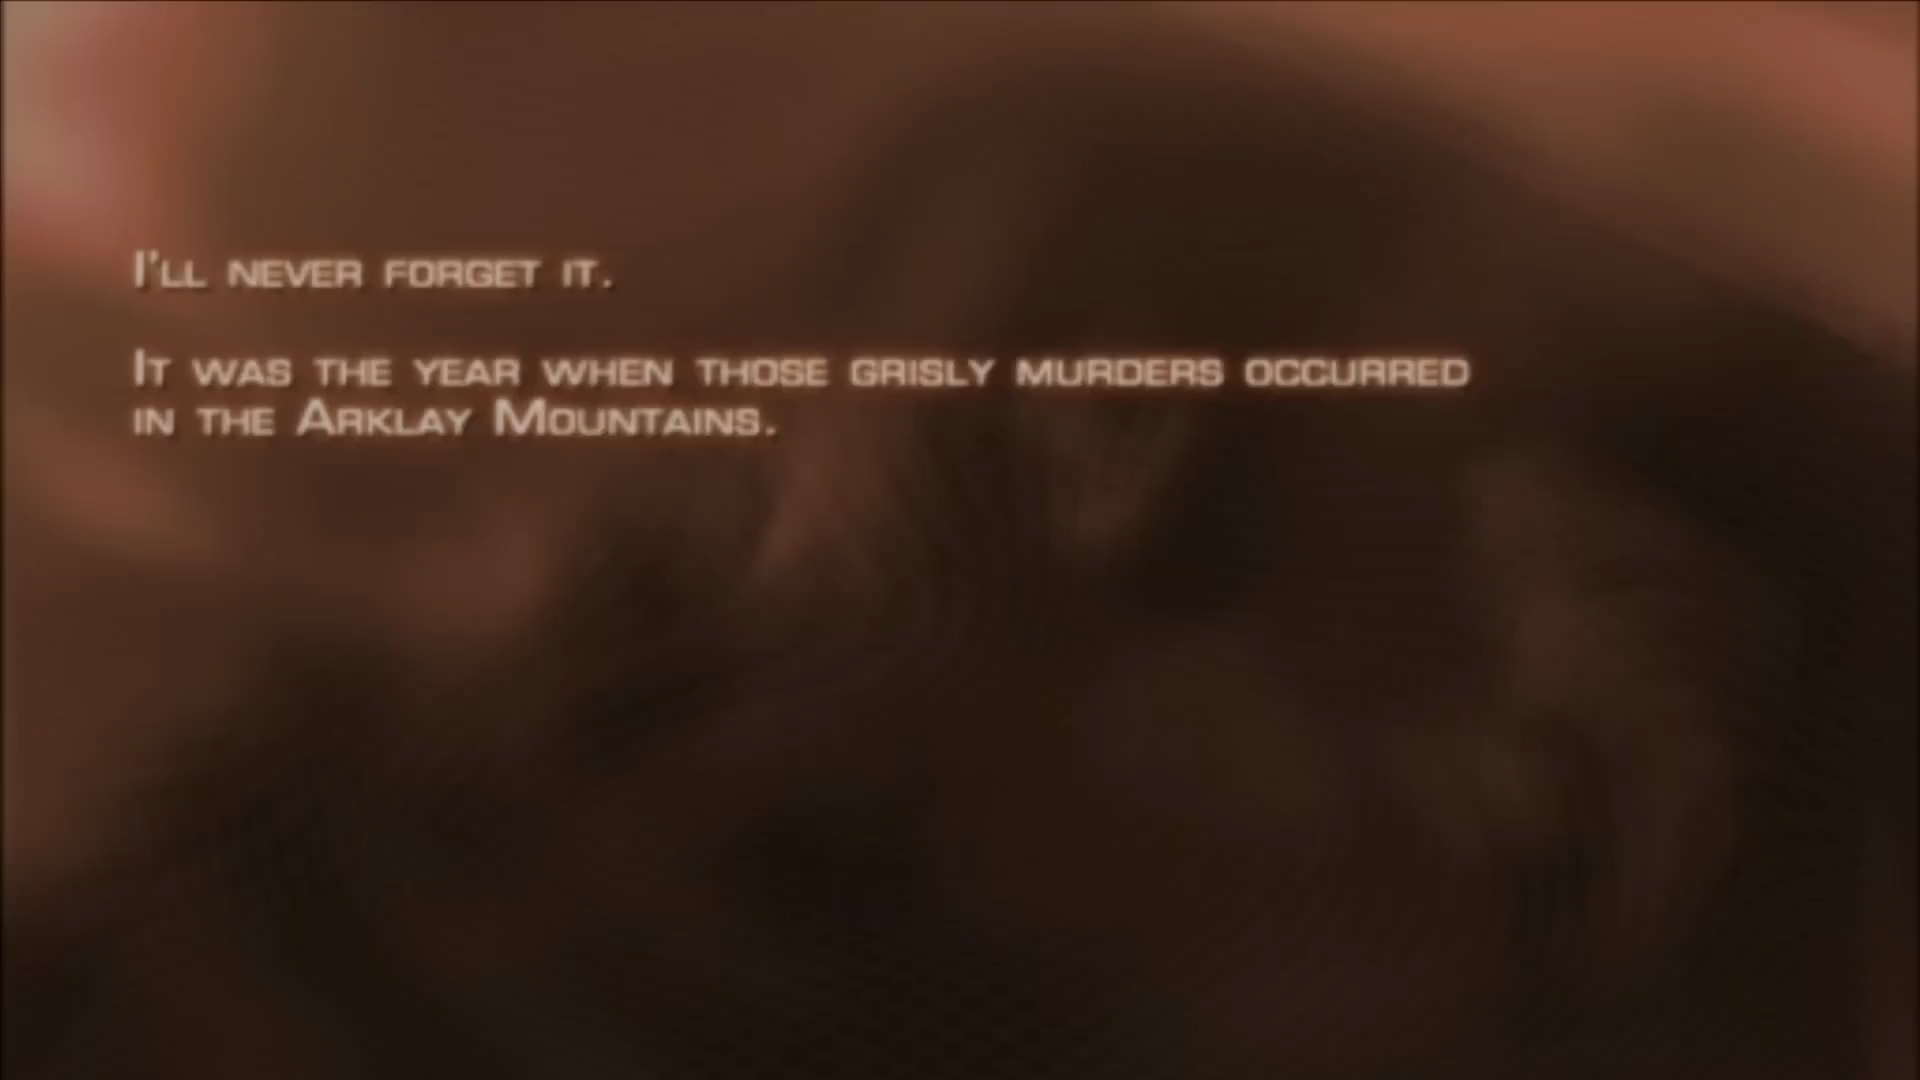 I'll never forget it.
It was the year when those grisly murders occurred
in the Arklay Mountains.